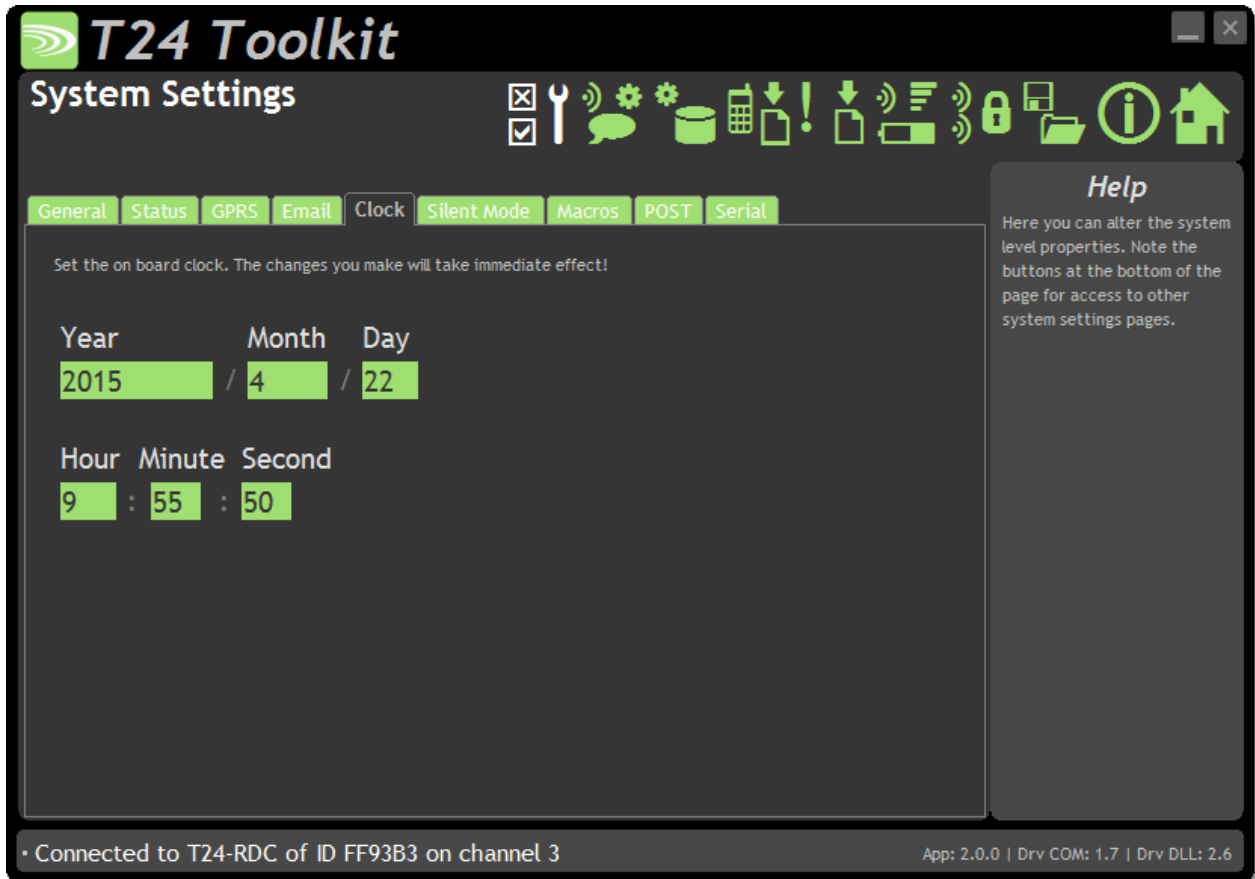 T24 Toolkit
System Settings
General Status GPRS Email Clock Silent Mode Macros POST Serial
Set the on board clock. The changes you make will take immediate effect!
Year Month Day
2015 / 4 / 22
Hour Minute Second
9 : 55 : 50
Help
Here you can alter the system
level properties. Note the
buttons at the bottom of the
page for access to other
system settings pages.
Connected to T24-RDC of ID FF93B3 on channel 3
App: 2.0.0 | Drv COM: 1.7 | Drv DLL: 2.6